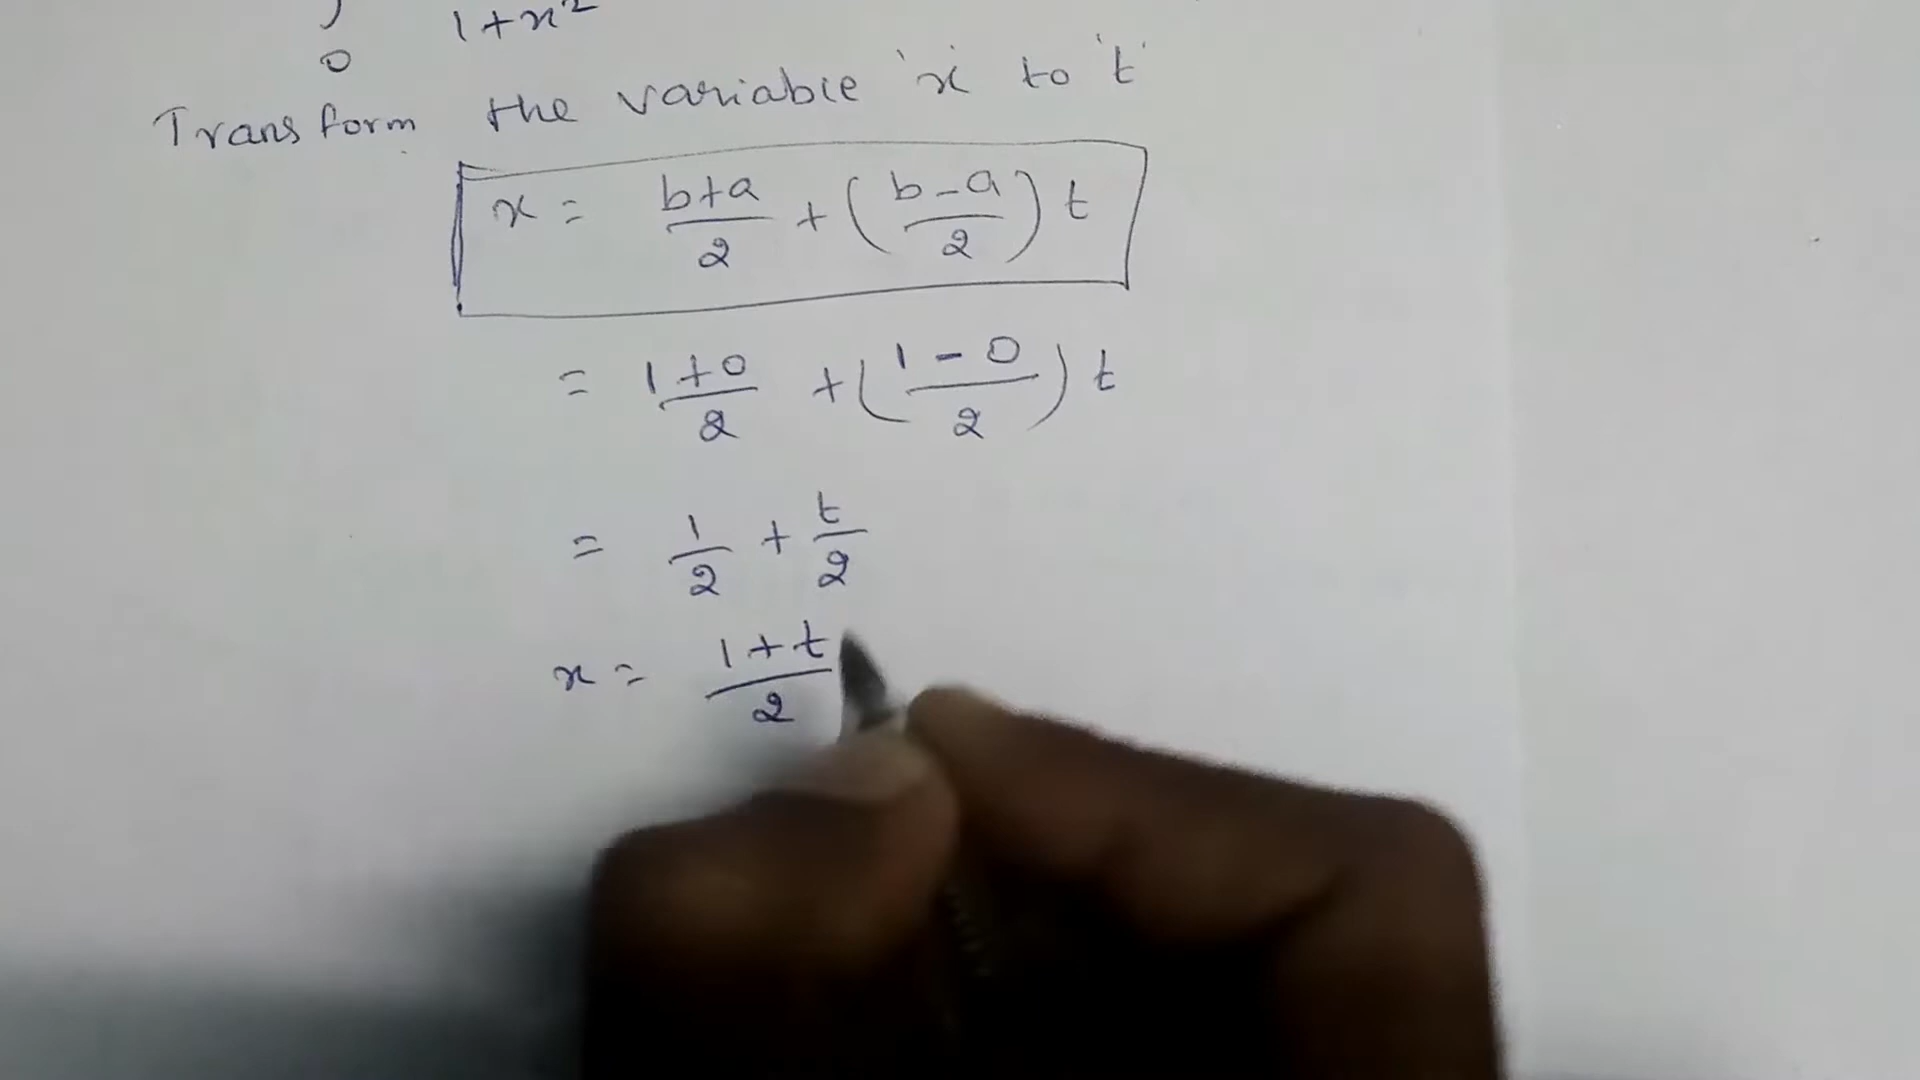 0 1+x²
Transform the variable 'x' to 't'
x = b+a/2 + (b-a/2) t
= 1+0/2 + (1-0/2) t
= 1/2 + t/2
x = 1+t/2